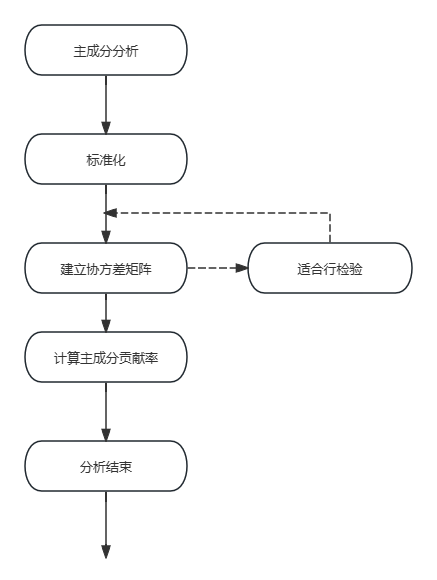 主成分分析
标准化
建立协方差矩阵
适合行检验
计算主成分贡献率
分析结束